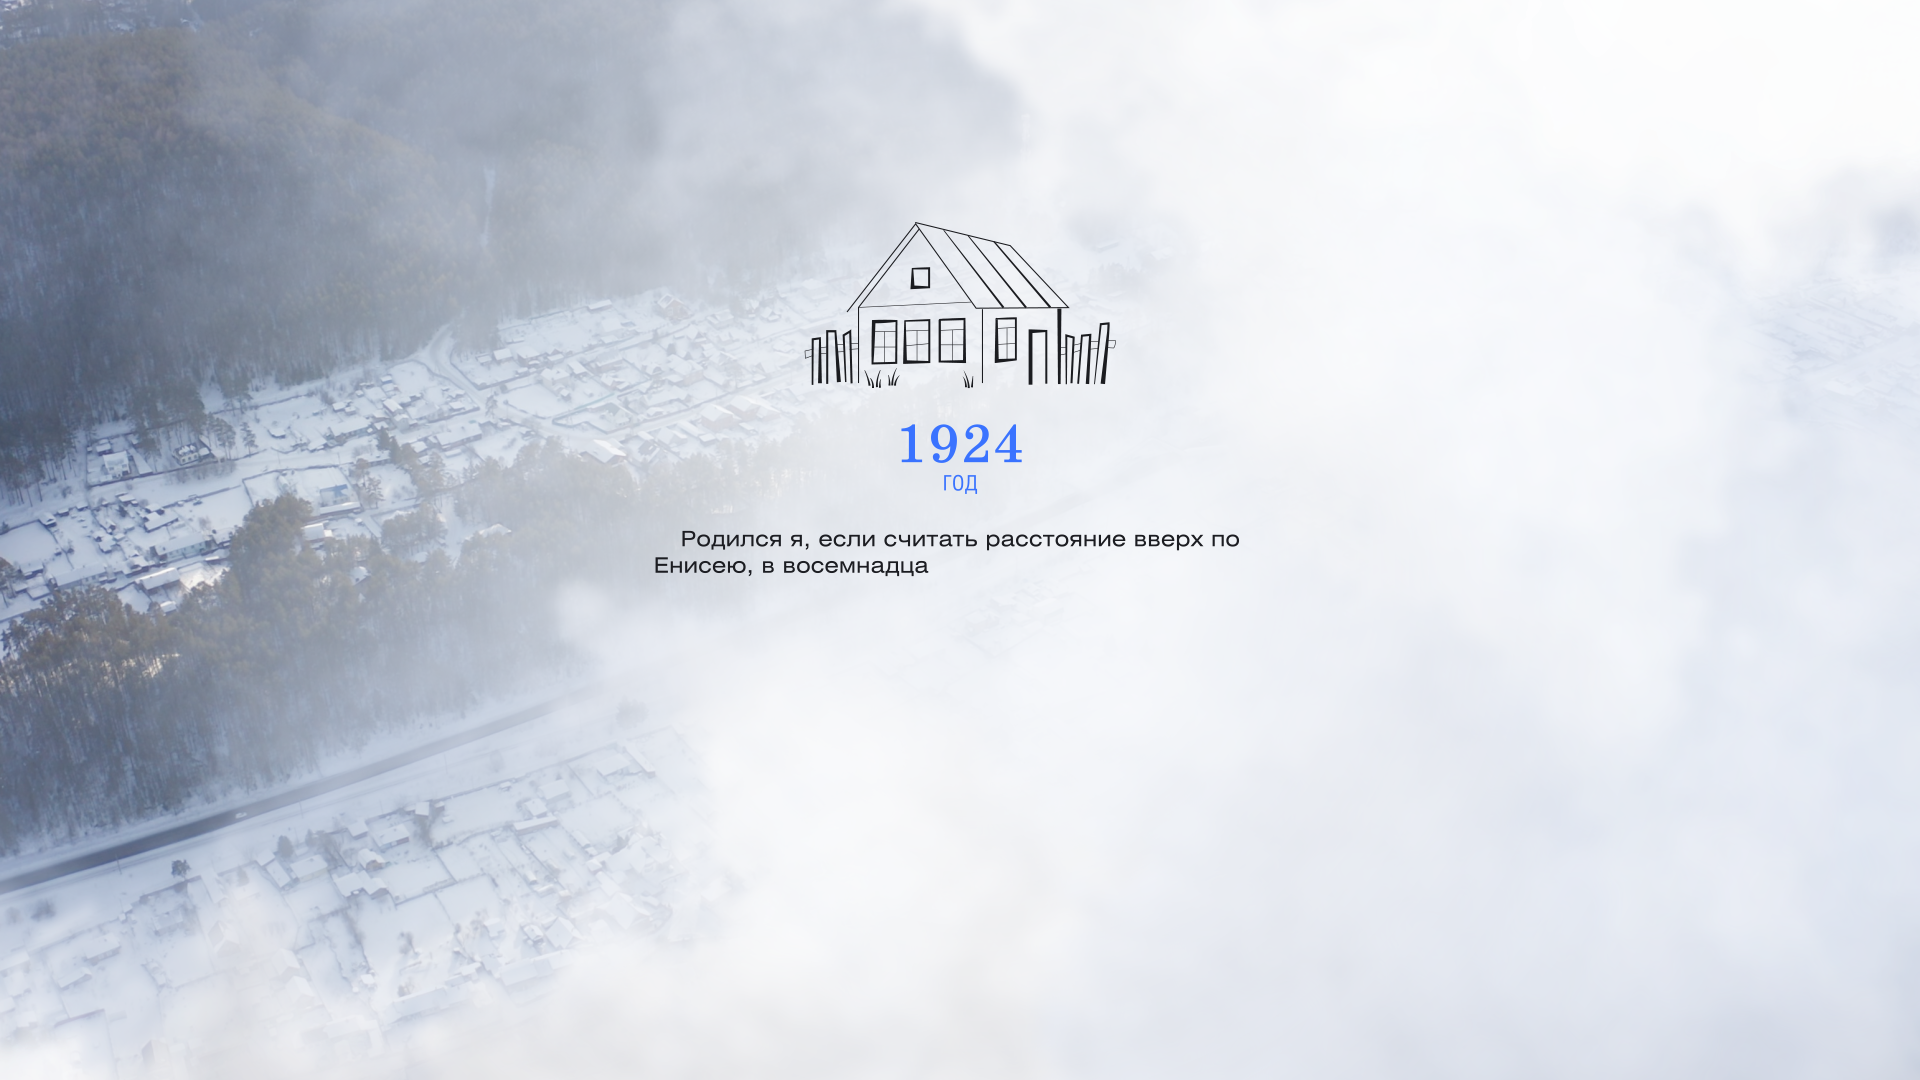 1924
ГОД
Родился я, если считать расстояние вверх по
Енисею, в восемнадца